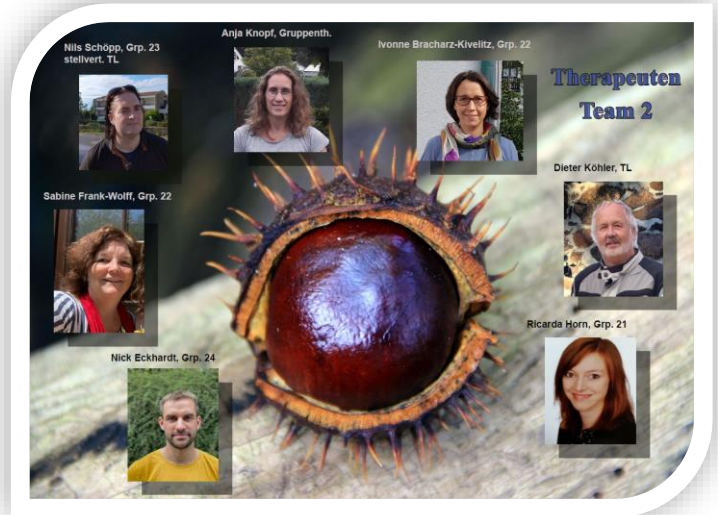 Nils Schöpp, Grp. 23
stellvert. TL
Anja Knopf, Gruppenth.
Ivonne Bracharz-Kivelitz, Grp. 22
Therapeuten
Team 2
Dieter Köhler, TL
Sabine Frank-Wolff, Grp. 22
Ricarda Horn, Grp. 21
Nick Eckhardt, Grp. 24